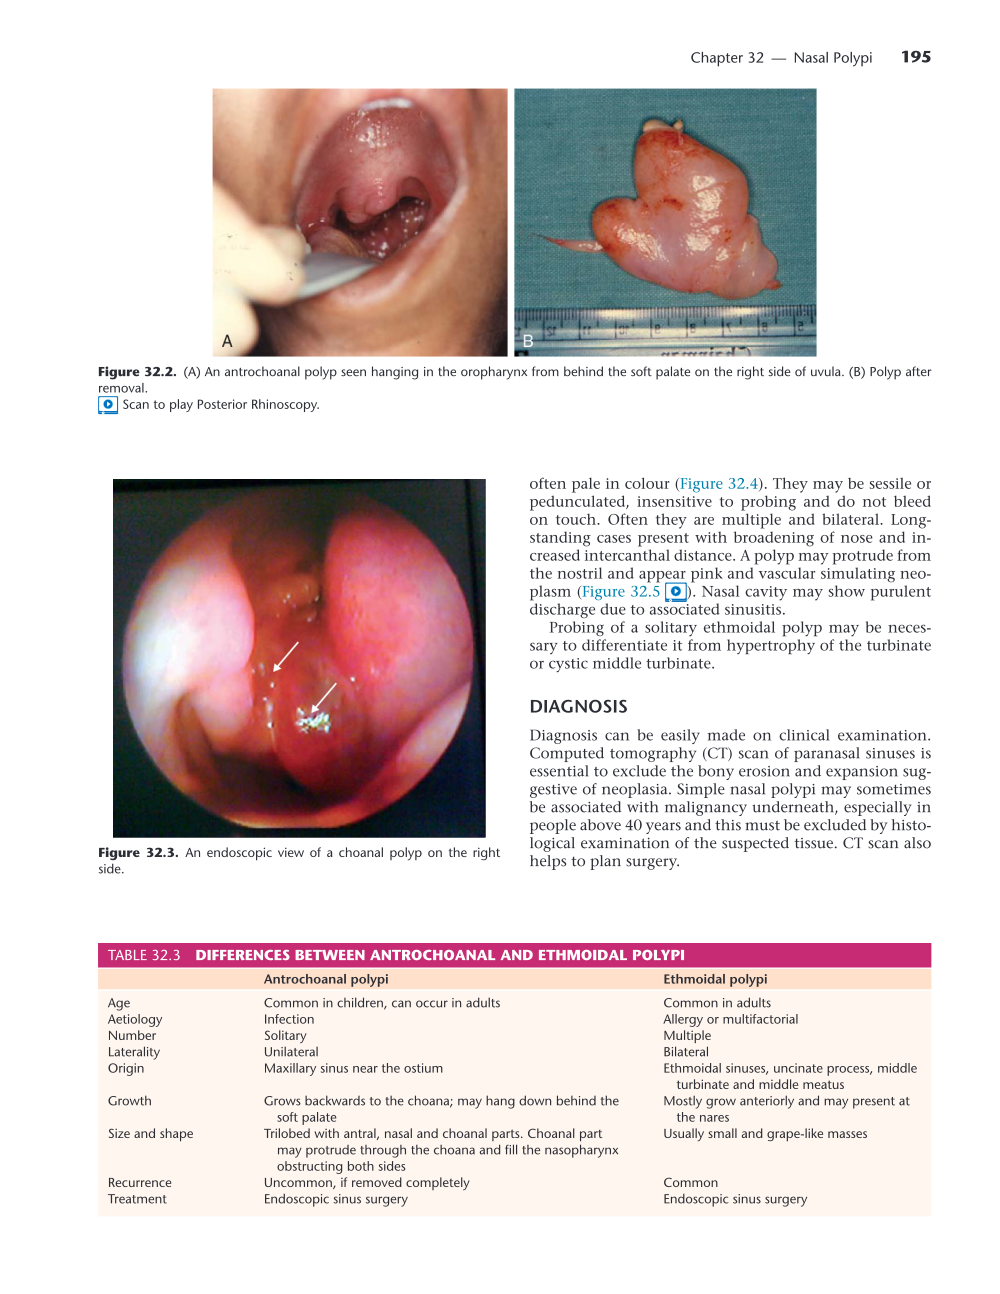 Chapter 32 — Nasal Polypi 195
A
B
Figure 32.2. (A) An antrochoanal polyp seen hanging in the oropharynx from behind the soft palate on the right side of uvula. (B) Polyp after
removal.
Scan to play Posterior Rhinoscopy.
Figure 32.3. An endoscopic view of a choanal polyp on the right
side.
often pale in colour (Figure 32.4). They may be sessile or
pedunculated, insensitive to probing and do not bleed
on touch. Often they are multiple and bilateral. Long-
standing cases present with broadening of nose and in-
creased intercanthal distance. A polyp may protrude from
the nostril and appear pink and vascular simulating neo-
plasm (Figure 32.5 ). Nasal cavity may show purulent
discharge due to associated sinusitis.
Probing of a solitary ethmoidal polyp may be neces-
sary to differentiate it from hypertrophy of the turbinate
or cystic middle turbinate.
DIAGNOSIS
Diagnosis can be easily made on clinical examination.
Computed tomography (CT) scan of paranasal sinuses is
essential to exclude the bony erosion and expansion sug-
gestive of neoplasia. Simple nasal polypi may sometimes
be associated with malignancy underneath, especially in
people above 40 years and this must be excluded by histo-
logical examination of the suspected tissue. CT scan also
helps to plan surgery.
TABLE 32.3 DIFFERENCES BETWEEN ANTROCHOANAL AND ETHMOIDAL POLYPI
Antrochoanal polypi Ethmoidal polypi
Age Common in children, can occur in adults Common in adults
Aetiology Infection Allergy or multifactorial
Number Solitary Multiple
Laterality Unilateral Bilateral
Origin Maxillary sinus near the ostium Ethmoidal sinuses, uncinate process, middle
turbinate and middle meatus
Growth Grows backwards to the choana; may hang down behind the Mostly grow anteriorly and may present at
soft palate the nares
Size and shape Trilobed with antral, nasal and choanal parts. Choanal part Usually small and grape-like masses
may protrude through the choana and fill the nasopharynx
obstructing both sides
Recurrence Uncommon, if removed completely Common
Treatment Endoscopic sinus surgery Endoscopic sinus surgery